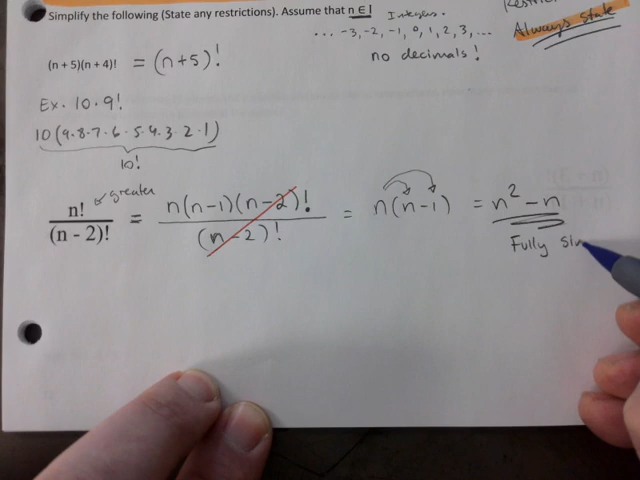 Simplify the following (State any restrictions). Assume that n ∈ I Integers.
Always state
... -3, -2, -1, 0, 1, 2, 3, ...
no decimals!
(n + 5)(n + 4)! = (n+5)!
Ex. 10·9!
10(9·8·7·6·5·4·3·2·1)
10!
greater
n!/(n - 2)! = n(n-1)(n-2)!/(n-2)! = n(n-1) = n² - n
Fully sim